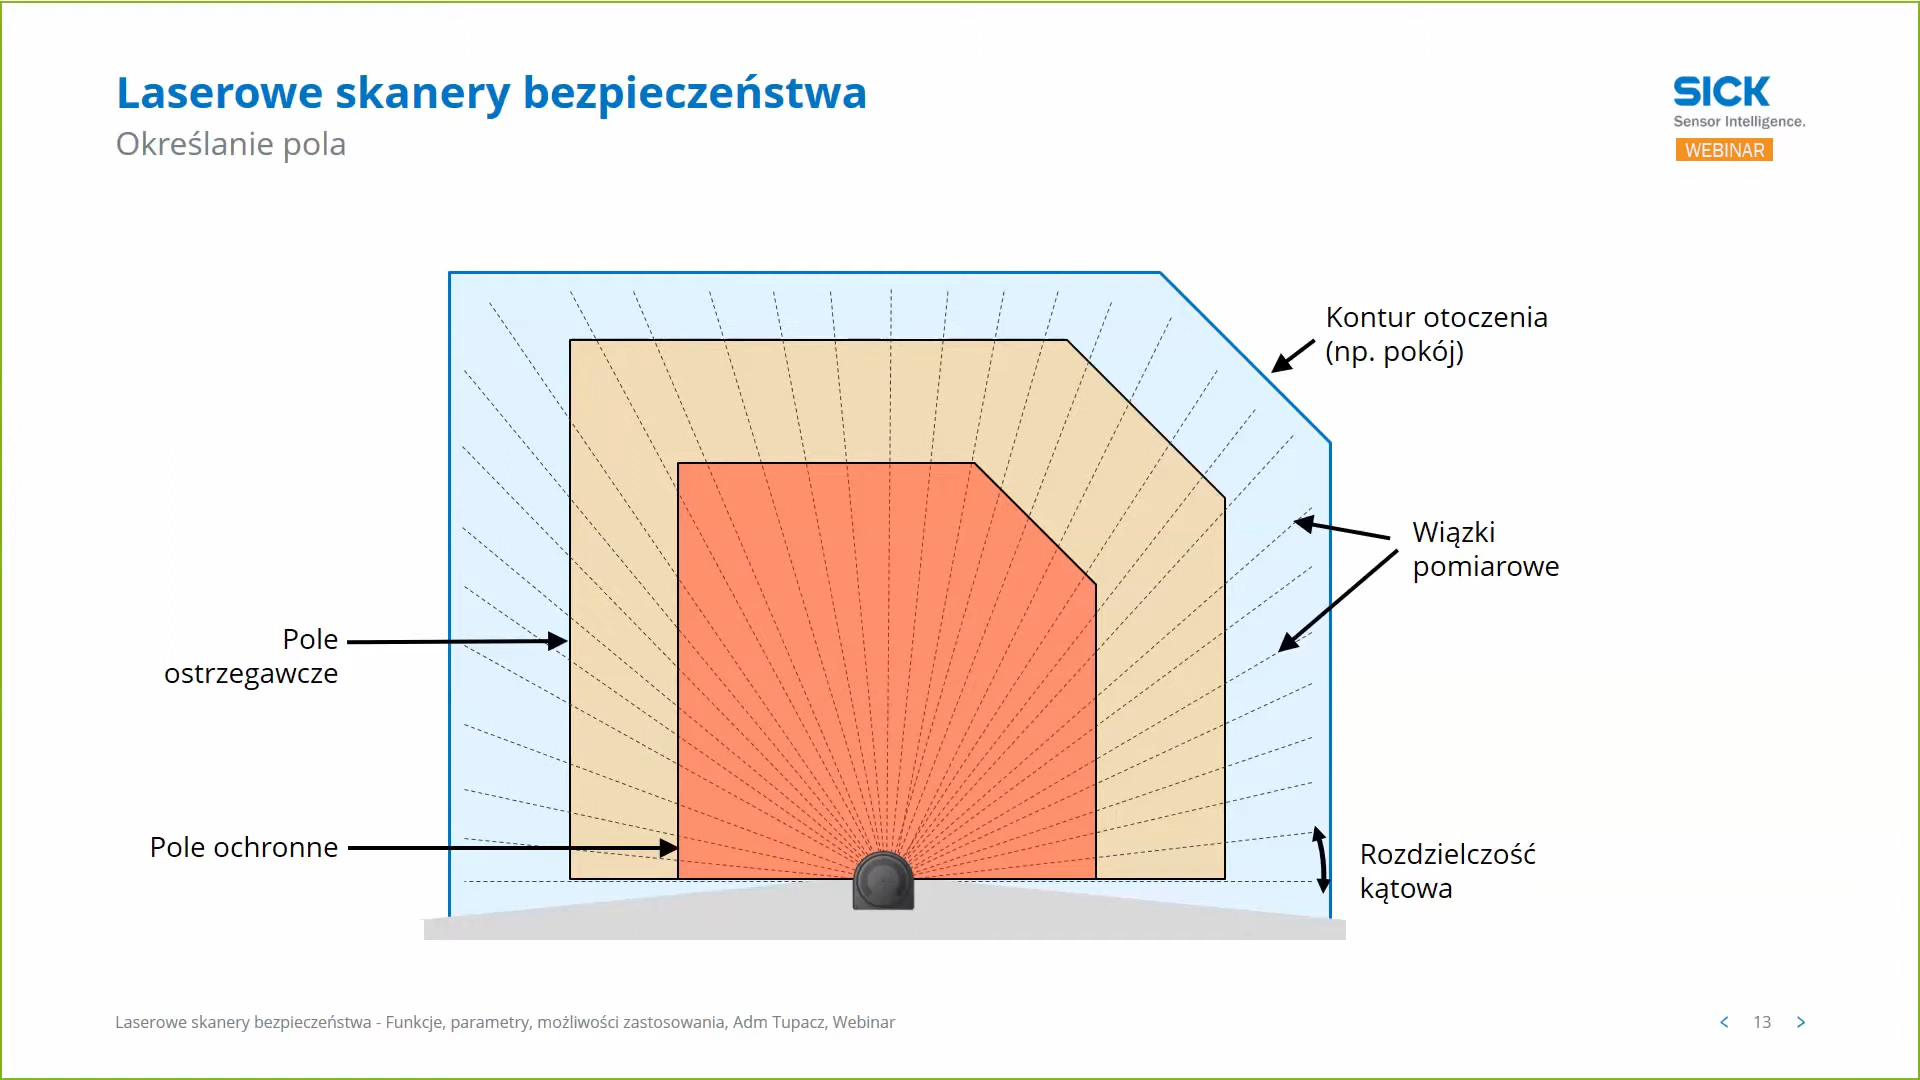 Laserowe skanery bezpieczeństwa
Określanie pola
SICK
Sensor Intelligence.
WEBINAR
Kontur otoczenia
(np. pokój)
Wiązki
pomiarowe
Pole
ostrzegawcze
Pole ochronne
Rozdzielczość
kątowa
Laserowe skanery bezpieczeństwa - Funkcje, parametry, możliwości zastosowania, Adm Tupacz, Webinar
< 13 >